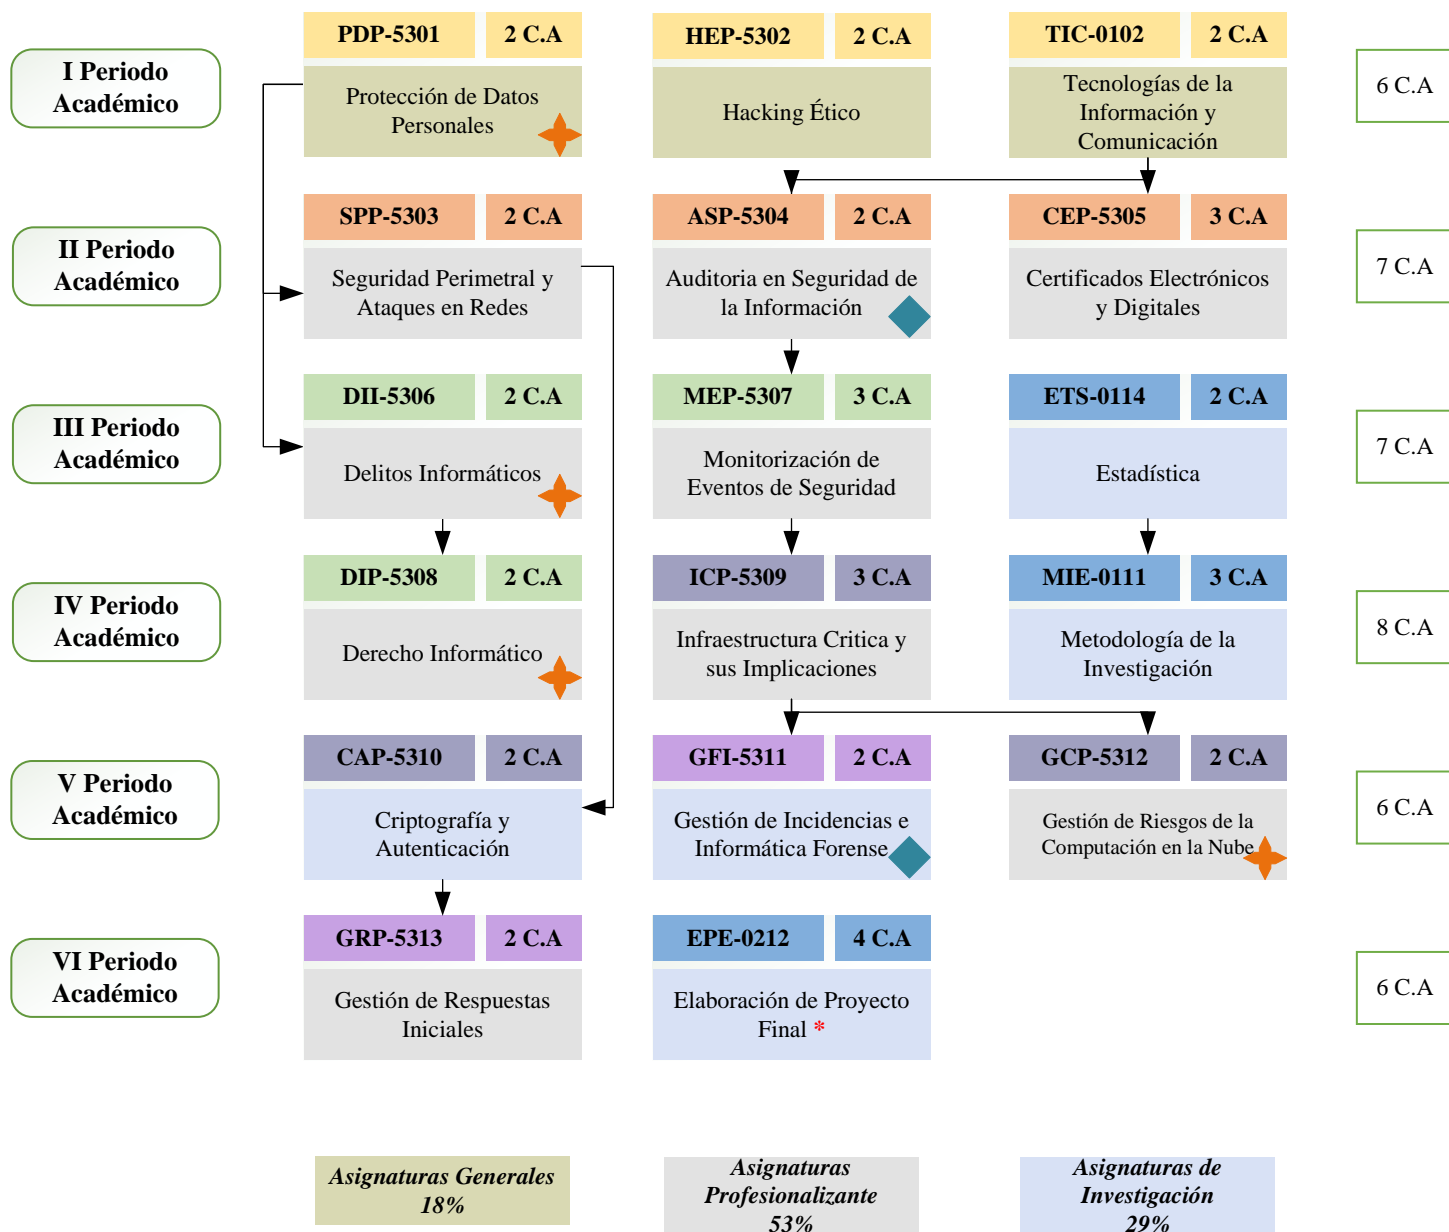 PDP-5301 2 C.A HEP-5302 2 C.A TIC-0102 2 C.A
I Periodo
Académico
Protección de Datos
Personales
Hacking Ético
Tecnologías de la
Información y
Comunicación
6 C.A
SPP-5303 2 C.A ASP-5304 2 C.A CEP-5305 3 C.A
II Periodo
Académico
Seguridad Perimetral y
Ataques en Redes
Auditoria en Seguridad de
la Información
Certificados Electrónicos
y Digitales
7 C.A
DII-5306 2 C.A MEP-5307 3 C.A ETS-0114 2 C.A
III Periodo
Académico
Delitos Informáticos
Monitorización de
Eventos de Seguridad
Estadística
7 C.A
DIP-5308 2 C.A ICP-5309 3 C.A MIE-0111 3 C.A
IV Periodo
Académico
Derecho Informático
Infraestructura Critica y
sus Implicaciones
Metodología de la
Investigación
8 C.A
CAP-5310 2 C.A GFI-5311 2 C.A GCP-5312 2 C.A
V Periodo
Académico
Criptografía y
Autenticación
Gestión de Incidencias e
Informática Forense
Gestión de Riesgos de la
Computación en la Nube
6 C.A
GRP-5313 2 C.A EPE-0212 4 C.A
VI Periodo
Académico
Gestión de Respuestas
Iniciales
Elaboración de Proyecto
Final *
6 C.A
Asignaturas Generales
18%
Asignaturas
Profesionalizante
53%
Asignaturas de
Investigación
29%